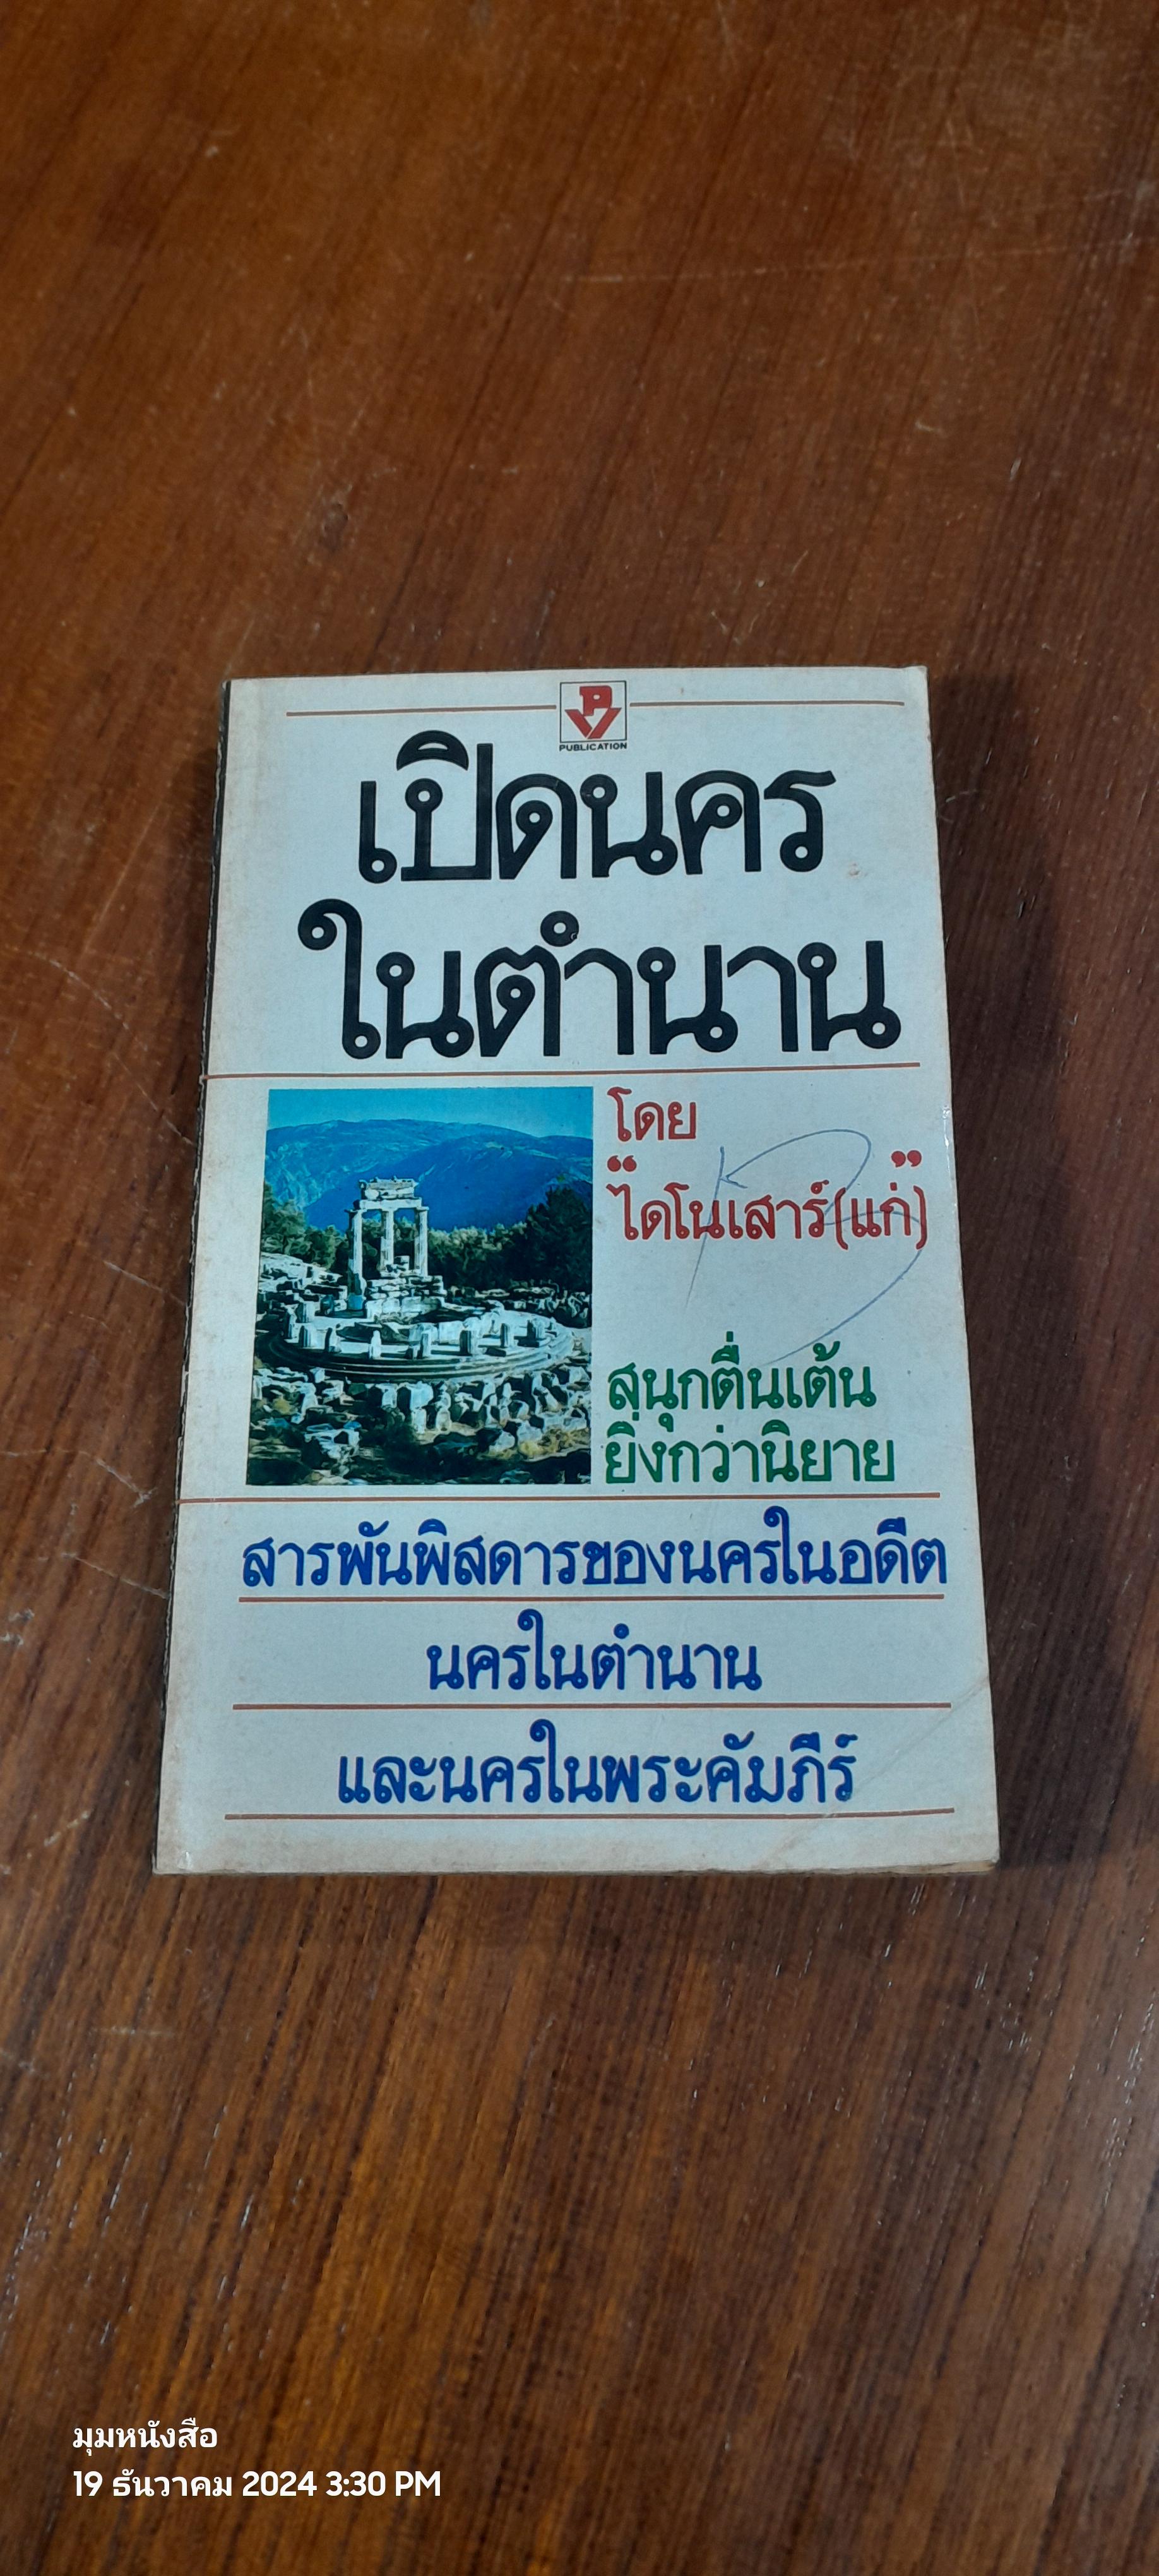 PV
PUBLICATION
เปิดนคร
ในตำนาน
โดย
“ไดโนเสาร์(แก่)”
สนุกตื่นเต้น
ยิ่งกว่านิยาย
สารพันพิสดารของนครในอดีต
นครในตำนาน
และนครในพระคัมภีร์
มุมหนังสือ
19 ธันวาคม 2024 3:30 PM